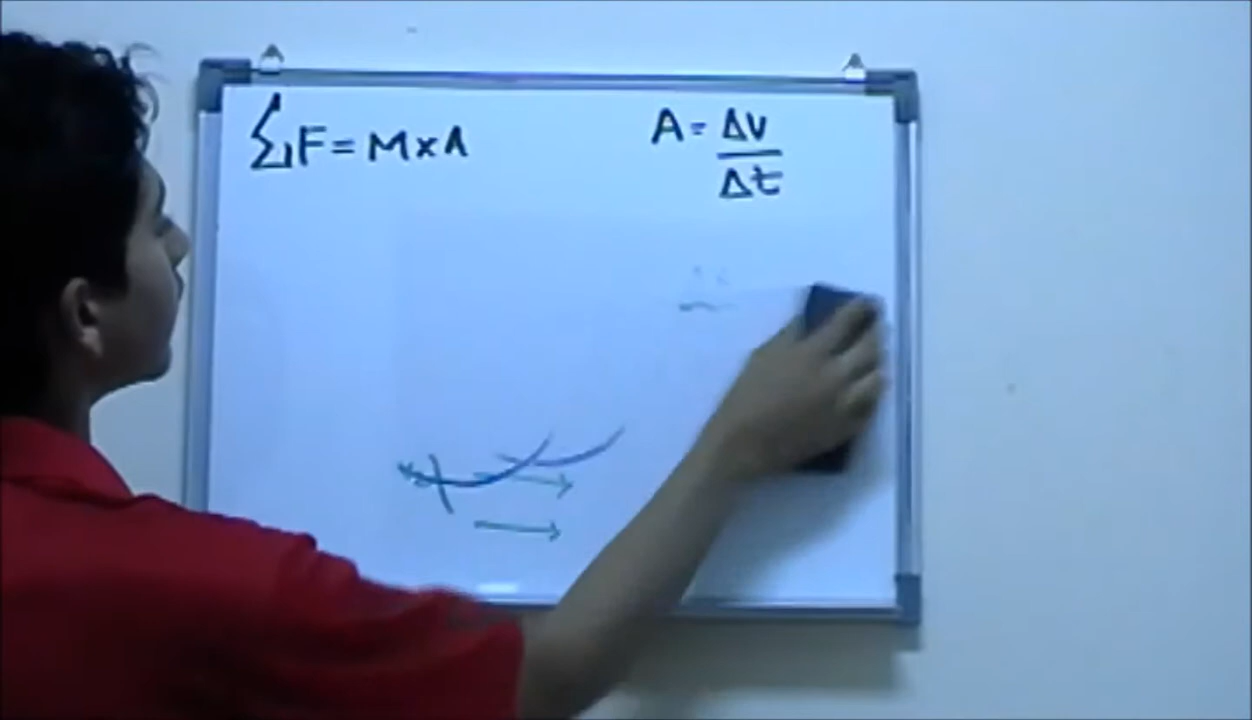 ΣF = M x A
A = ΔV
Δt